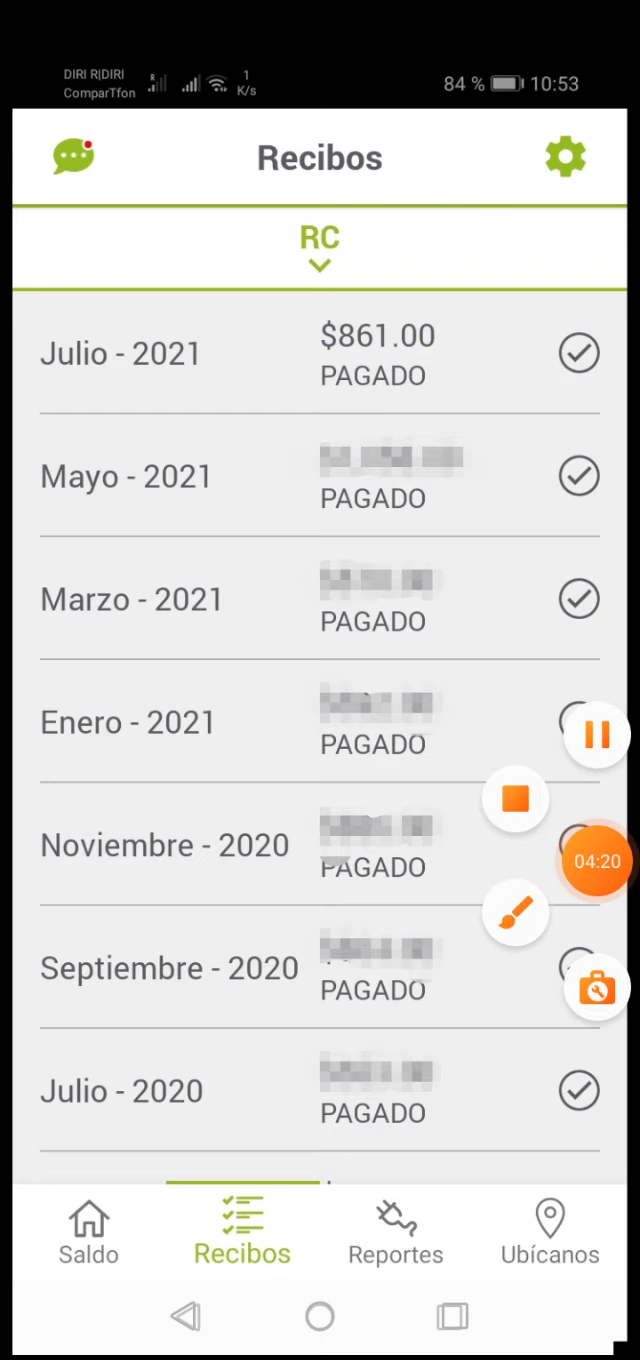 DIRI R|DIRI
ComparTfon
R
1
K/s
84 %
10:53
Recibos
RC
Julio - 2021
$861.00
PAGADO
Mayo - 2021
PAGADO
Marzo - 2021
PAGADO
Enero - 2021
PAGADO
Noviembre - 2020
PAGADO
04:20
Septiembre - 2020
PAGADO
Julio - 2020
PAGADO
Saldo
Recibos
Reportes
Ubícanos